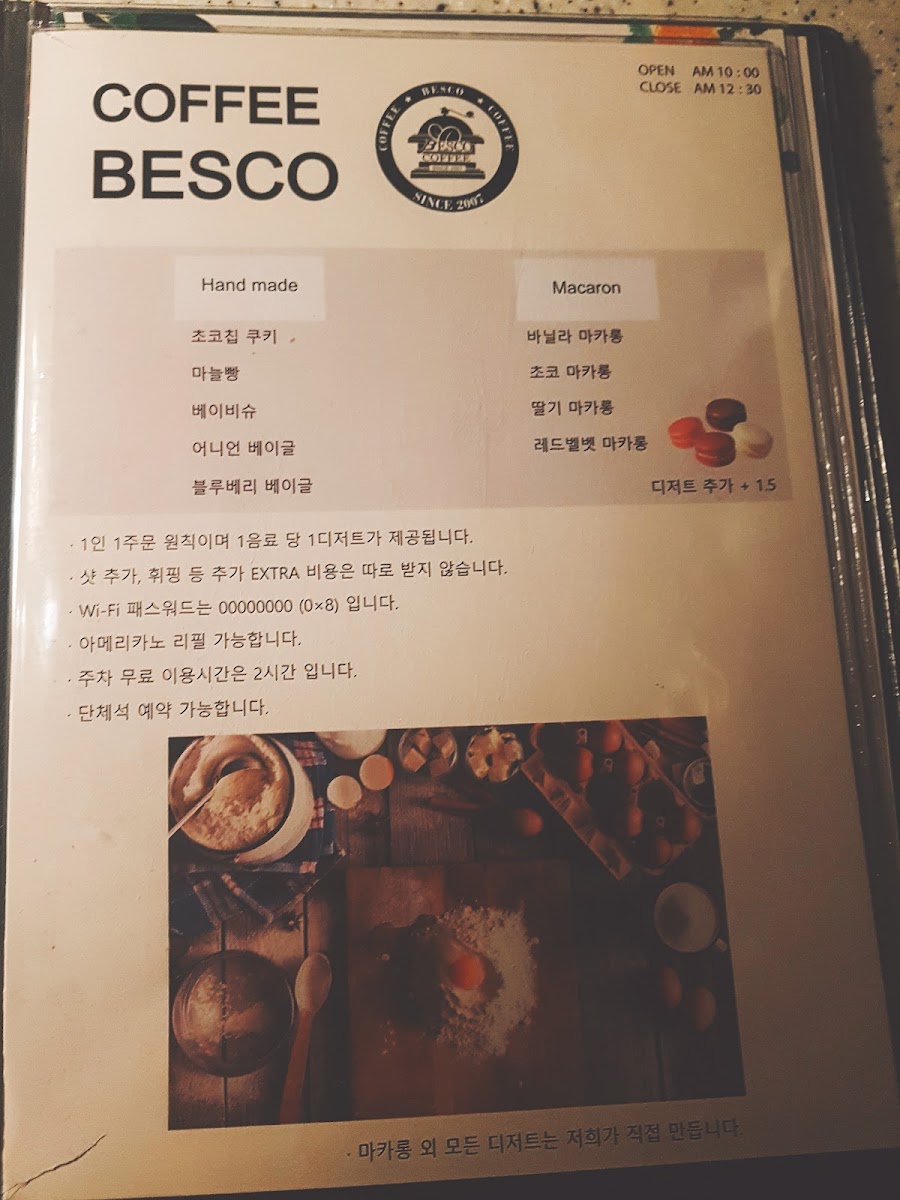 OPEN AM 10 : 00
CLOSE AM 12 : 30
COFFEE
BESCO
COFFEE ★ BESCO ★ COFFEE
BESCO
COFFEE
SINCE 2007
Hand made
초코칩 쿠키
마늘빵
베이비슈
어니언 베이글
블루베리 베이글
Macaron
바닐라 마카롱
초코 마카롱
딸기 마카롱
레드벨벳 마카롱
디저트 추가 + 1.5
· 1인 1주문 원칙이며 1음료 당 1디저트가 제공됩니다.
· 샷 추가, 휘핑 등 추가 EXTRA 비용은 따로 받지 않습니다.
· Wi-Fi 패스워드는 00000000 (0×8) 입니다.
· 아메리카노 리필 가능합니다.
· 주차 무료 이용시간은 2시간 입니다.
· 단체석 예약 가능합니다.
· 마카롱 외 모든 디저트는 저희가 직접 만듭니다.